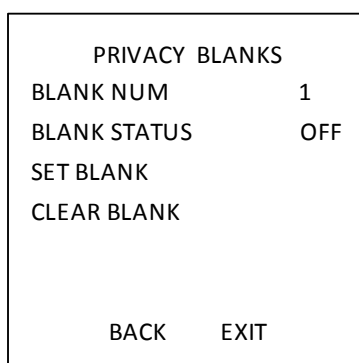 PRIVACY BLANKS
BLANK NUM 1
BLANK STATUS OFF
SET BLANK
CLEAR BLANK
BACK EXIT